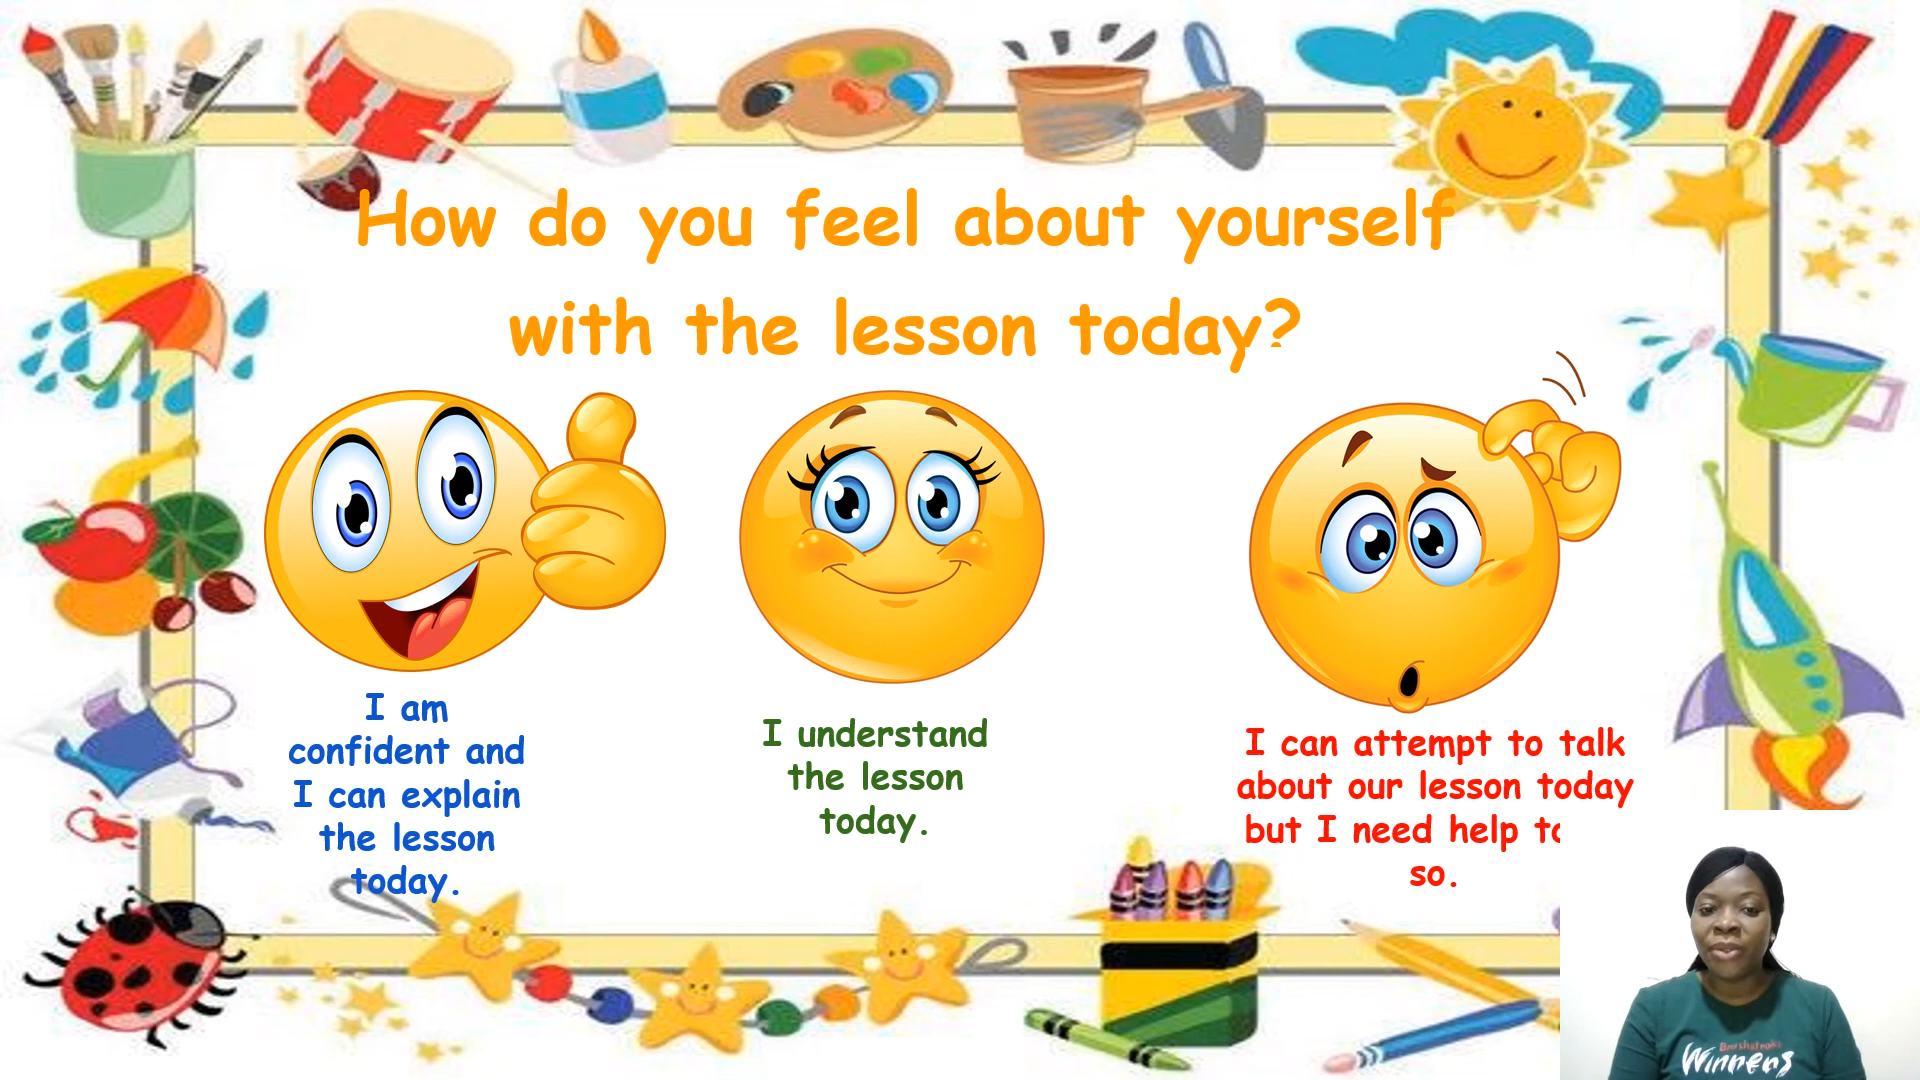 How do you feel about yourself
with the lesson today?
I am
confident and
I can explain
the lesson
today.
I understand
the lesson
today.
I can attempt to talk
about our lesson today
but I need help
so.
Winners